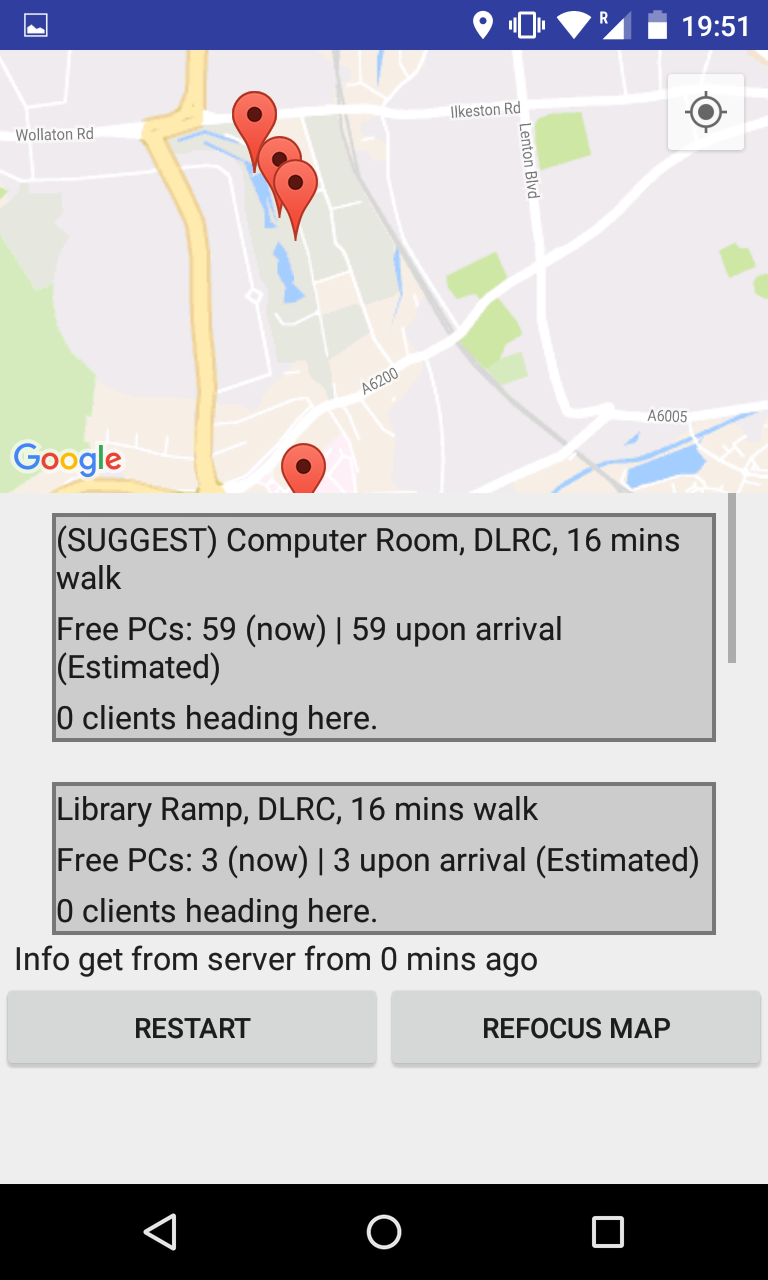 R 19:51
Wollaton Rd
Ilkeston Rd
Lenton Blvd
A6200
A6005
Google
(SUGGEST) Computer Room, DLRC, 16 mins
walk
Free PCs: 59 (now) | 59 upon arrival
(Estimated)
0 clients heading here.
Library Ramp, DLRC, 16 mins walk
Free PCs: 3 (now) | 3 upon arrival (Estimated)
0 clients heading here.
Info get from server from 0 mins ago
RESTART
REFOCUS MAP